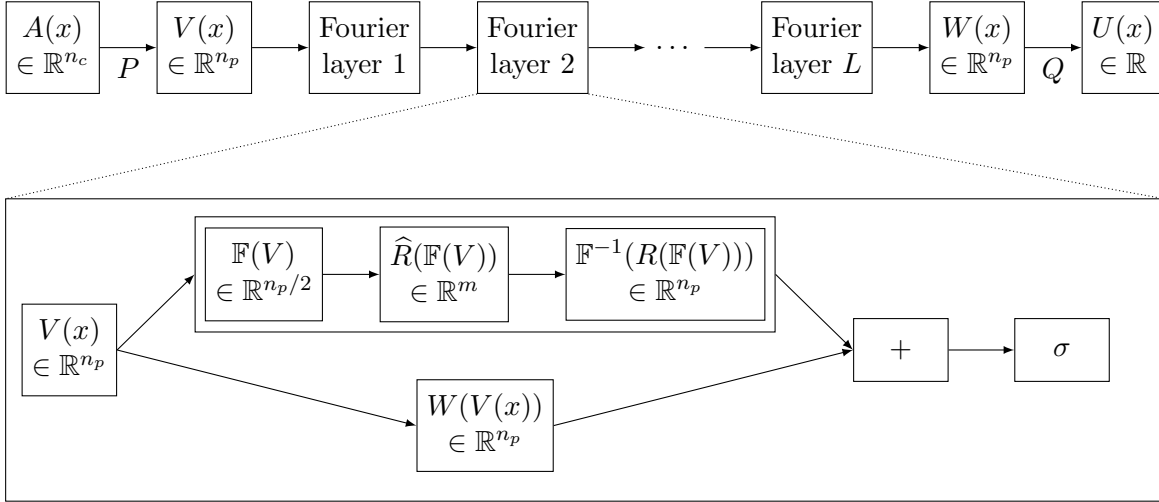 A(x)
∈ ℝ^{n_c}
P
V(x)
∈ ℝ^{n_p}
Fourier
layer 1
Fourier
layer 2
⋯
Fourier
layer L
W(x)
∈ ℝ^{n_p}
Q
U(x)
∈ ℝ
V(x)
∈ ℝ^{n_p}
𝔽(V)
∈ ℝ^{n_p/2}
R̂(𝔽(V))
∈ ℝ^m
𝔽^{-1}(R(𝔽(V)))
∈ ℝ^{n_p}
W(V(x))
∈ ℝ^{n_p}
+
σ